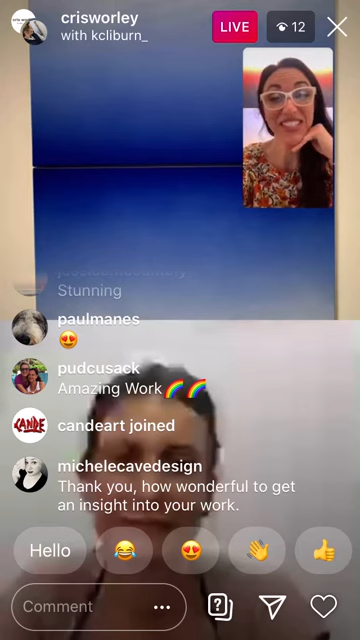 crisworley
with kcliburn_
LIVE
12
Stunning
paulmanes
😍
pudcusack
Amazing Work🌈🌈
CANDE
candeart joined
michelecavedesign
Thank you, how wonderful to get
an insight into your work.
Hello
😂
😍
👋
👍
Comment